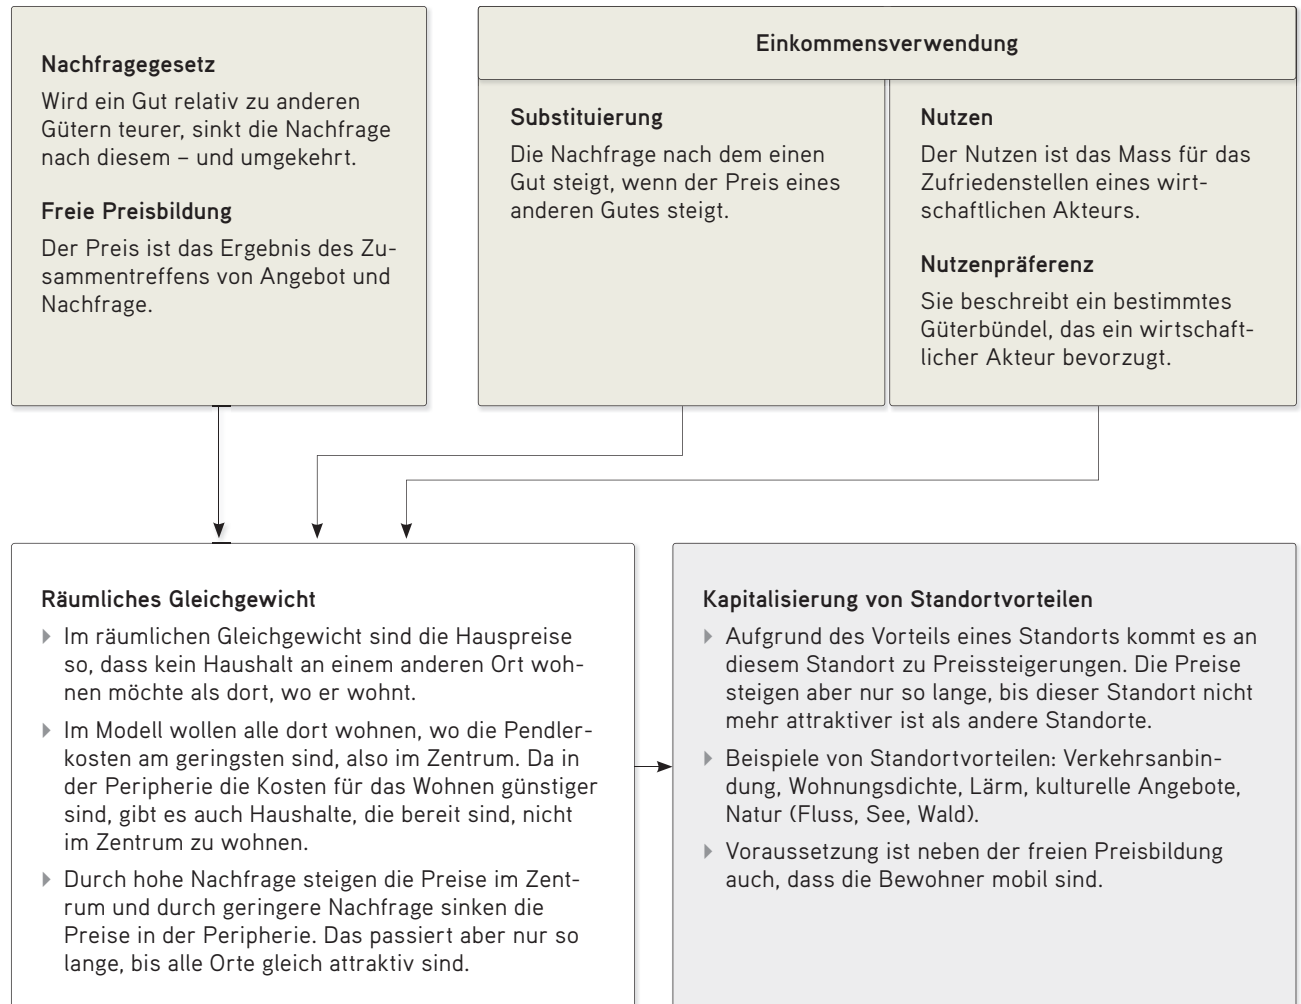 Nachfragegesetz
Wird ein Gut relativ zu anderen
Gütern teurer, sinkt die Nachfrage
nach diesem – und umgekehrt.
Freie Preisbildung
Der Preis ist das Ergebnis des Zu-
sammentreffens von Angebot und
Nachfrage.
Einkommensverwendung
Substituierung
Die Nachfrage nach dem einen
Gut steigt, wenn der Preis eines
anderen Gutes steigt.
Nutzen
Der Nutzen ist das Mass für das
Zufriedenstellen eines wirt-
schaftlichen Akteurs.
Nutzenpräferenz
Sie beschreibt ein bestimmtes
Güterbündel, das ein wirtschaft-
licher Akteur bevorzugt.
Räumliches Gleichgewicht
Im räumlichen Gleichgewicht sind die Hauspreise
so, dass kein Haushalt an einem anderen Ort woh-
nen möchte als dort, wo er wohnt.
Im Modell wollen alle dort wohnen, wo die Pendler-
kosten am geringsten sind, also im Zentrum. Da in
der Peripherie die Kosten für das Wohnen günstiger
sind, gibt es auch Haushalte, die bereit sind, nicht
im Zentrum zu wohnen.
Durch hohe Nachfrage steigen die Preise im Zent-
rum und durch geringere Nachfrage sinken die
Preise in der Peripherie. Das passiert aber nur so
lange, bis alle Orte gleich attraktiv sind.
Kapitalisierung von Standortvorteilen
Aufgrund des Vorteils eines Standorts kommt es an
diesem Standort zu Preissteigerungen. Die Preise
steigen aber nur so lange, bis dieser Standort nicht
mehr attraktiver ist als andere Standorte.
Beispiele von Standortvorteilen: Verkehrsanbin-
dung, Wohnungsdichte, Lärm, kulturelle Angebote,
Natur (Fluss, See, Wald).
Voraussetzung ist neben der freien Preisbildung
auch, dass die Bewohner mobil sind.